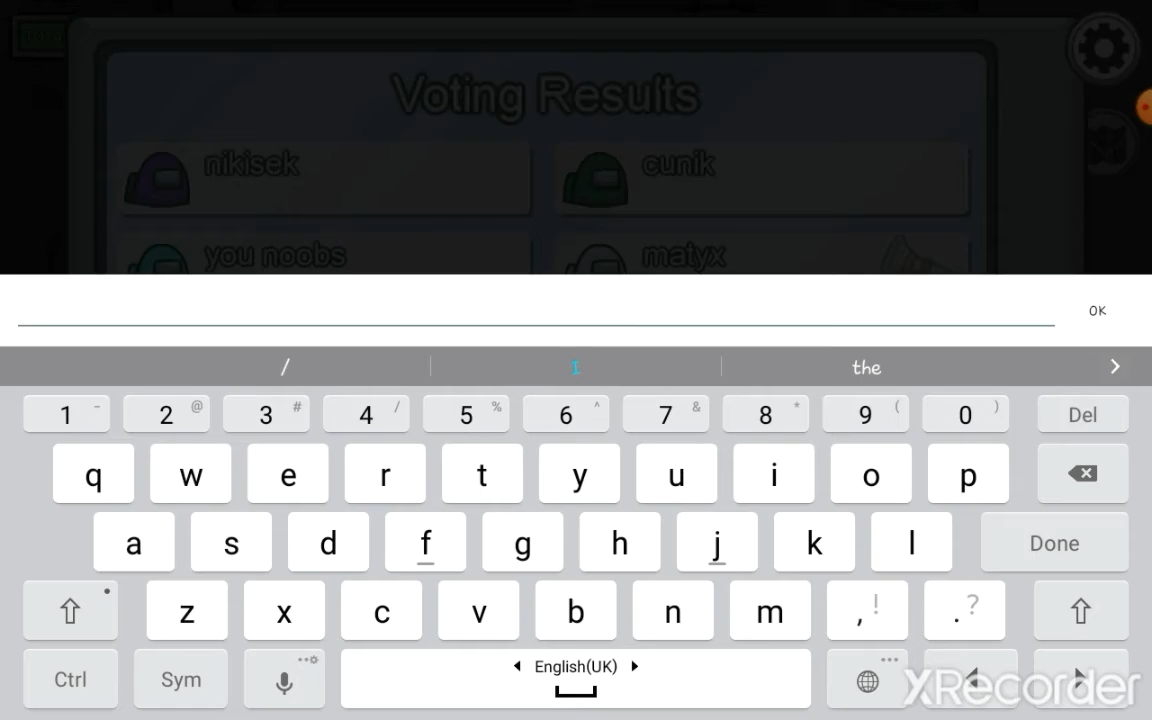 Voting Results
nikisek cunik
you noobs matyx
OK
/ I the
1 - 2 @ 3 # 4 / 5 % 6 ^ 7 & 8 * 9 ( 0 ) Del
q w e r t y u i o p
a s d f g h j k l Done
z x c v b n m , ! . ?
Ctrl Sym English(UK)
XRecorder